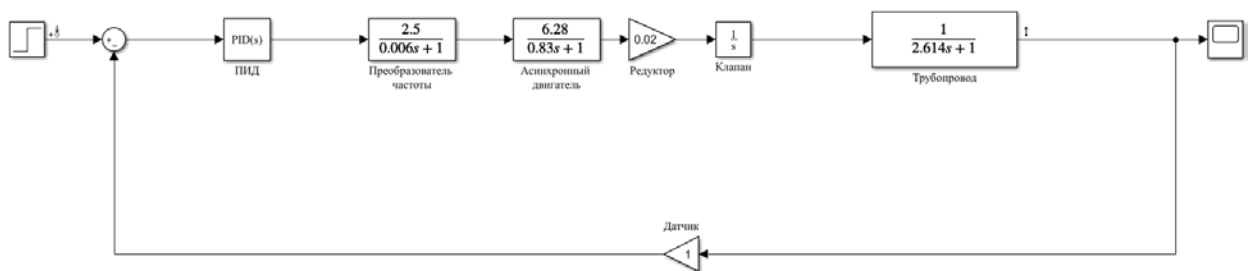 +
−
PID(s)
ПИД
2.5
0.006s + 1
Преобразователь
частоты
6.28
0.83s + 1
Асинхронный
двигатель
0.02
Редуктор
1
s
Клапан
1
2.614s + 1
Трубопровод
Датчик
1